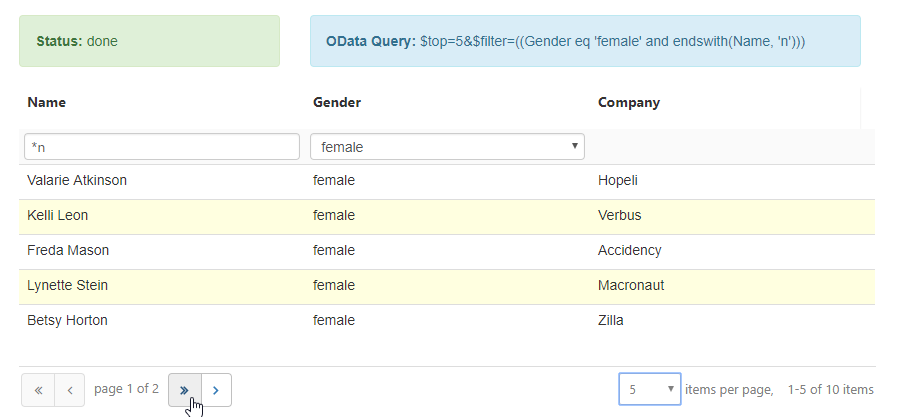 Status: done
OData Query: $top=5&$filter=((Gender eq 'female' and endswith(Name, 'n')))
Name Gender Company
*n female
Valarie Atkinson female Hopeli
Kelli Leon female Verbus
Freda Mason female Accidency
Lynette Stein female Macronaut
Betsy Horton female Zilla
« ‹ page 1 of 2 » › 5 items per page, 1-5 of 10 items